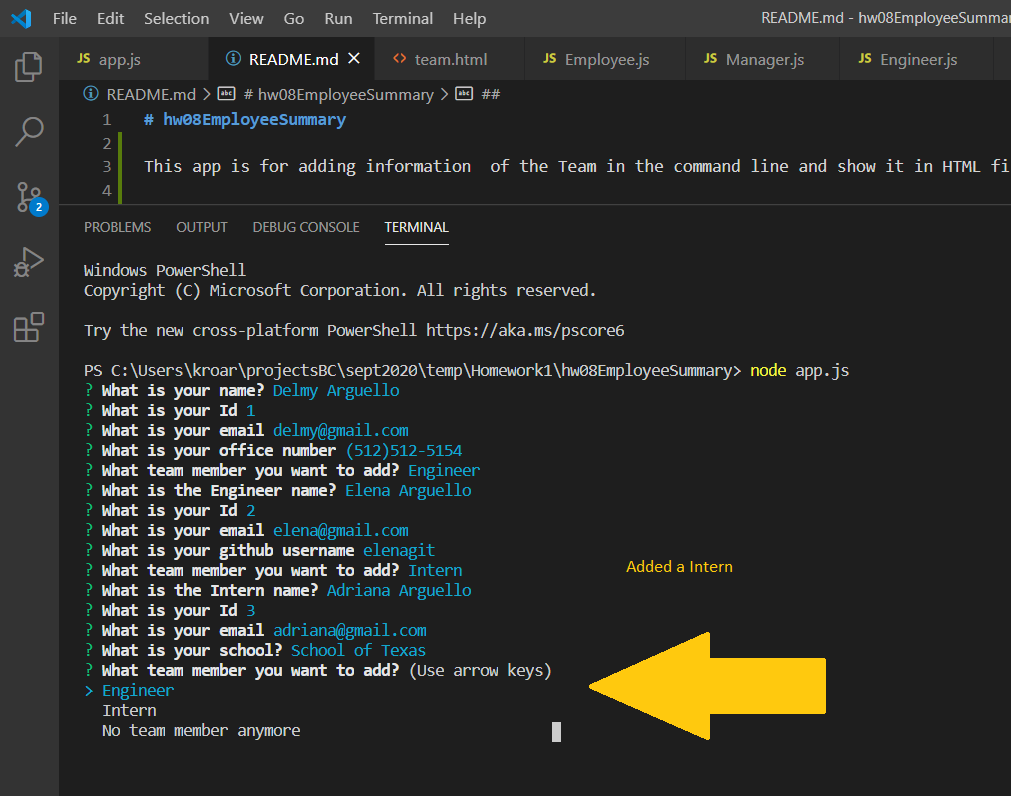 File Edit Selection View Go Run Terminal Help README.md - hw08EmployeeSummar
JS app.js README.md team.html JS Employee.js JS Manager.js JS Engineer.js
README.md > # hw08EmployeeSummary > ##
1 # hw08EmployeeSummary
2
3 This app is for adding information  of the Team in the command line and show it in HTML fi
4
2
PROBLEMS OUTPUT DEBUG CONSOLE TERMINAL
Windows PowerShell
Copyright (C) Microsoft Corporation. All rights reserved.
Try the new cross-platform PowerShell https://aka.ms/pscore6
PS C:\Users\kroar\projectsBC\sept2020\temp\Homework1\hw08EmployeeSummary> node app.js
? What is your name? Delmy Arguello
? What is your Id 1
? What is your email delmy@gmail.com
? What is your office number (512)512-5154
? What team member you want to add? Engineer
? What is the Engineer name? Elena Arguello
? What is your Id 2
? What is your email elena@gmail.com
? What is your github username elenagit
? What team member you want to add? Intern
Added a Intern
? What is the Intern name? Adriana Arguello
? What is your Id 3
? What is your email adriana@gmail.com
? What is your school? School of Texas
? What team member you want to add? (Use arrow keys)
> Engineer
Intern
No team member anymore